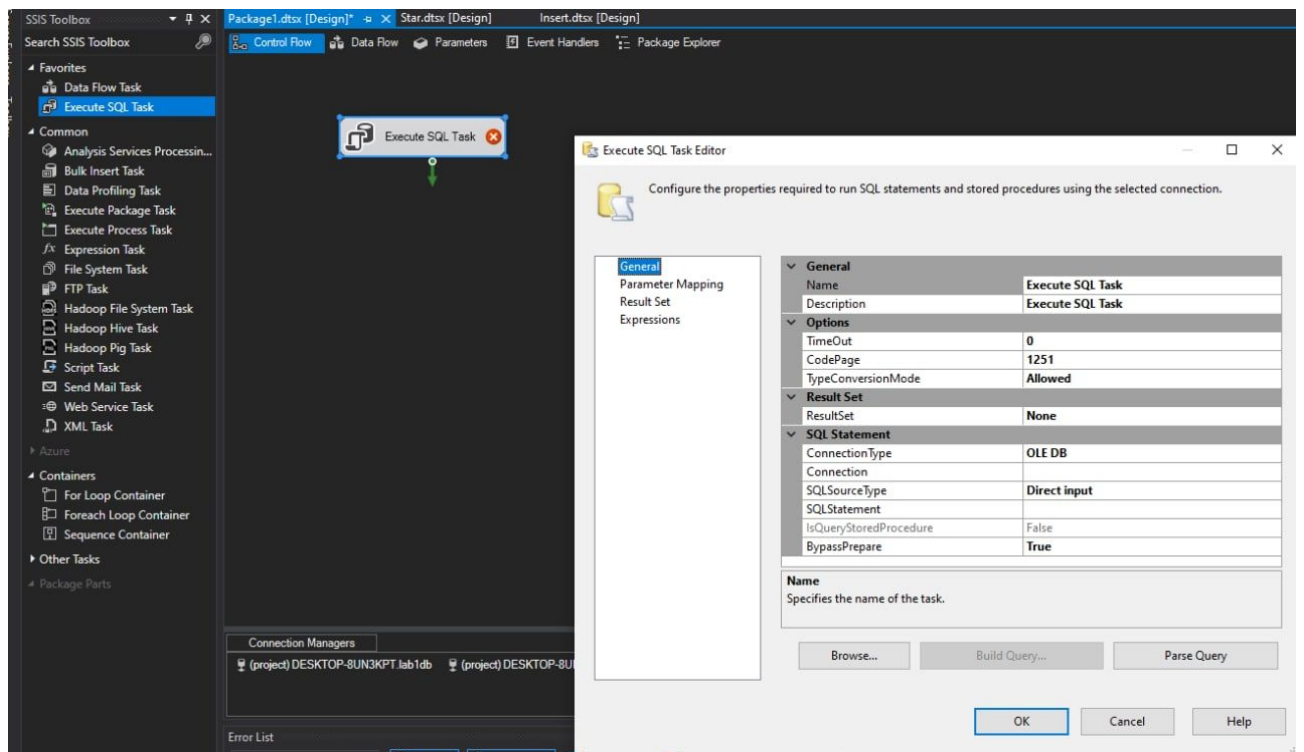 SSIS Toolbox
Package1.dtsx [Design]*
Star.dtsx [Design]
Insert.dtsx [Design]
Search SSIS Toolbox
Control Flow
Data Flow
Parameters
Event Handlers
Package Explorer
Favorites
Data Flow Task
Execute SQL Task
Common
Analysis Services Processin...
Bulk Insert Task
Data Profiling Task
Execute Package Task
Execute Process Task
Expression Task
File System Task
FTP Task
Hadoop File System Task
Hadoop Hive Task
Hadoop Pig Task
Script Task
Send Mail Task
Web Service Task
XML Task
Azure
Containers
For Loop Container
Foreach Loop Container
Sequence Container
Other Tasks
Package Parts
Execute SQL Task
Connection Managers
(project) DESKTOP-8UN3KPT.lab1db (project)
Error List
Execute SQL Task Editor
Configure the properties required to run SQL statements and stored procedures using the selected connection.
General
Parameter Mapping
Result Set
Expressions
General
Name Execute SQL Task
Description Execute SQL Task
Options
TimeOut 0
CodePage 1251
TypeConversionMode Allowed
Result Set
ResultSet None
SQL Statement
ConnectionType OLE DB
Connection
SQLSourceType Direct input
SQLStatement
IsQueryStoredProcedure False
BypassPrepare True
Name
Specifies the name of the task.
Browse... Build Query... Parse Query
OK Cancel Help